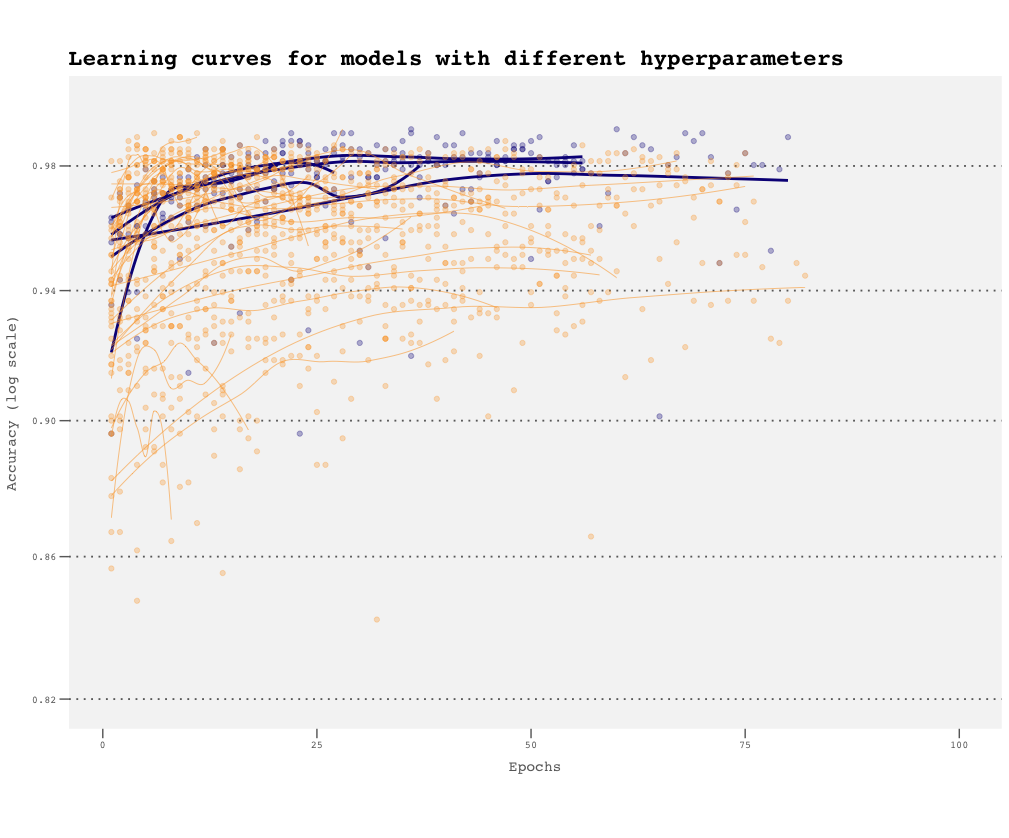 Learning curves for models with different hyperparameters
Accuracy (log scale)
0.98
0.94
0.90
0.86
0.82
0 25 50 75 100
Epochs